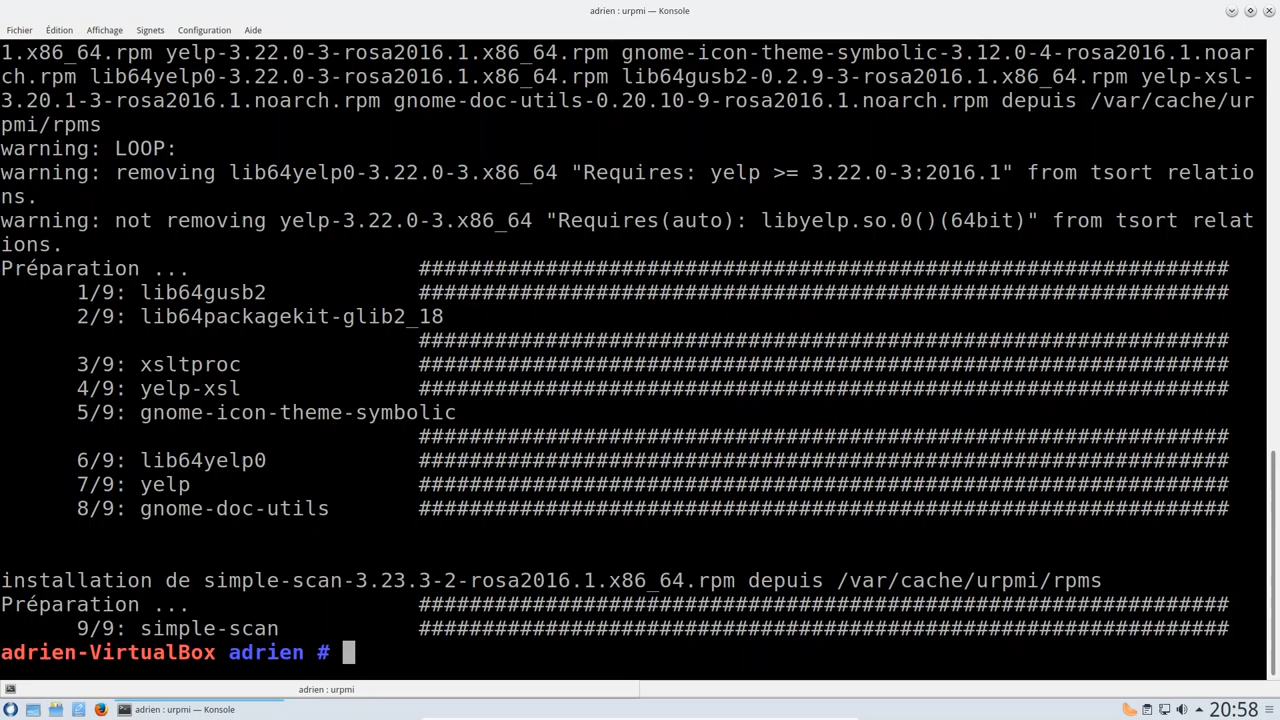 adrien : urpmi — Konsole
Fichier Édition Affichage Signets Configuration Aide
1.x86_64.rpm yelp-3.22.0-3-rosa2016.1.x86_64.rpm gnome-icon-theme-symbolic-3.12.0-4-rosa2016.1.noar
ch.rpm lib64yelp0-3.22.0-3-rosa2016.1.x86_64.rpm lib64gusb2-0.2.9-3-rosa2016.1.x86_64.rpm yelp-xsl-
3.20.1-3-rosa2016.1.noarch.rpm gnome-doc-utils-0.20.10-9-rosa2016.1.noarch.rpm depuis /var/cache/ur
pmi/rpms
warning: LOOP:
warning: removing lib64yelp0-3.22.0-3.x86_64 "Requires: yelp >= 3.22.0-3:2016.1" from tsort relatio
ns.
warning: not removing yelp-3.22.0-3.x86_64 "Requires(auto): libyelp.so.0()(64bit)" from tsort relat
ions.
Préparation ... ################################################################
1/9: lib64gusb2 ################################################################
2/9: lib64packagekit-glib2_18
################################################################
3/9: xsltproc ################################################################
4/9: yelp-xsl ################################################################
5/9: gnome-icon-theme-symbolic
################################################################
6/9: lib64yelp0 ################################################################
7/9: yelp ################################################################
8/9: gnome-doc-utils ################################################################
installation de simple-scan-3.23.3-2-rosa2016.1.x86_64.rpm depuis /var/cache/urpmi/rpms
Préparation ... ################################################################
9/9: simple-scan ################################################################
adrien-VirtualBox adrien #
adrien : urpmi
adrien : urpmi — Konsole 20:58